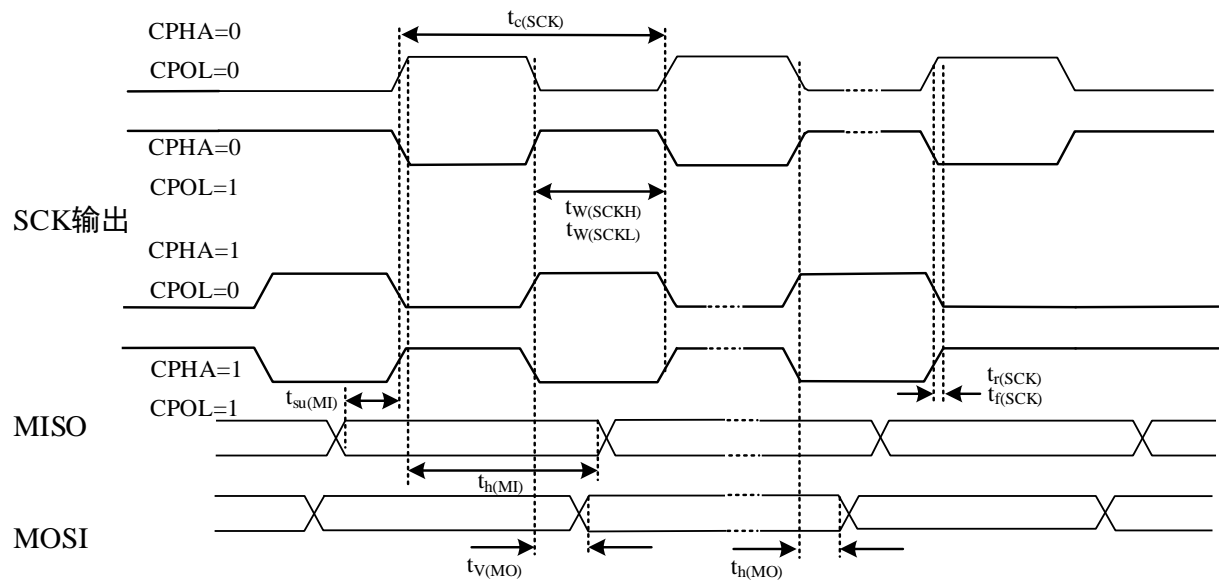 CPHA=0
t_c(SCK)
CPOL=0
CPHA=0
CPOL=1
t_W(SCKH)
t_W(SCKL)
SCK输出
CPHA=1
CPOL=0
CPHA=1
CPOL=1
t_su(MI)
t_r(SCK)
t_f(SCK)
MISO
t_h(MI)
MOSI
t_V(MO)
t_h(MO)